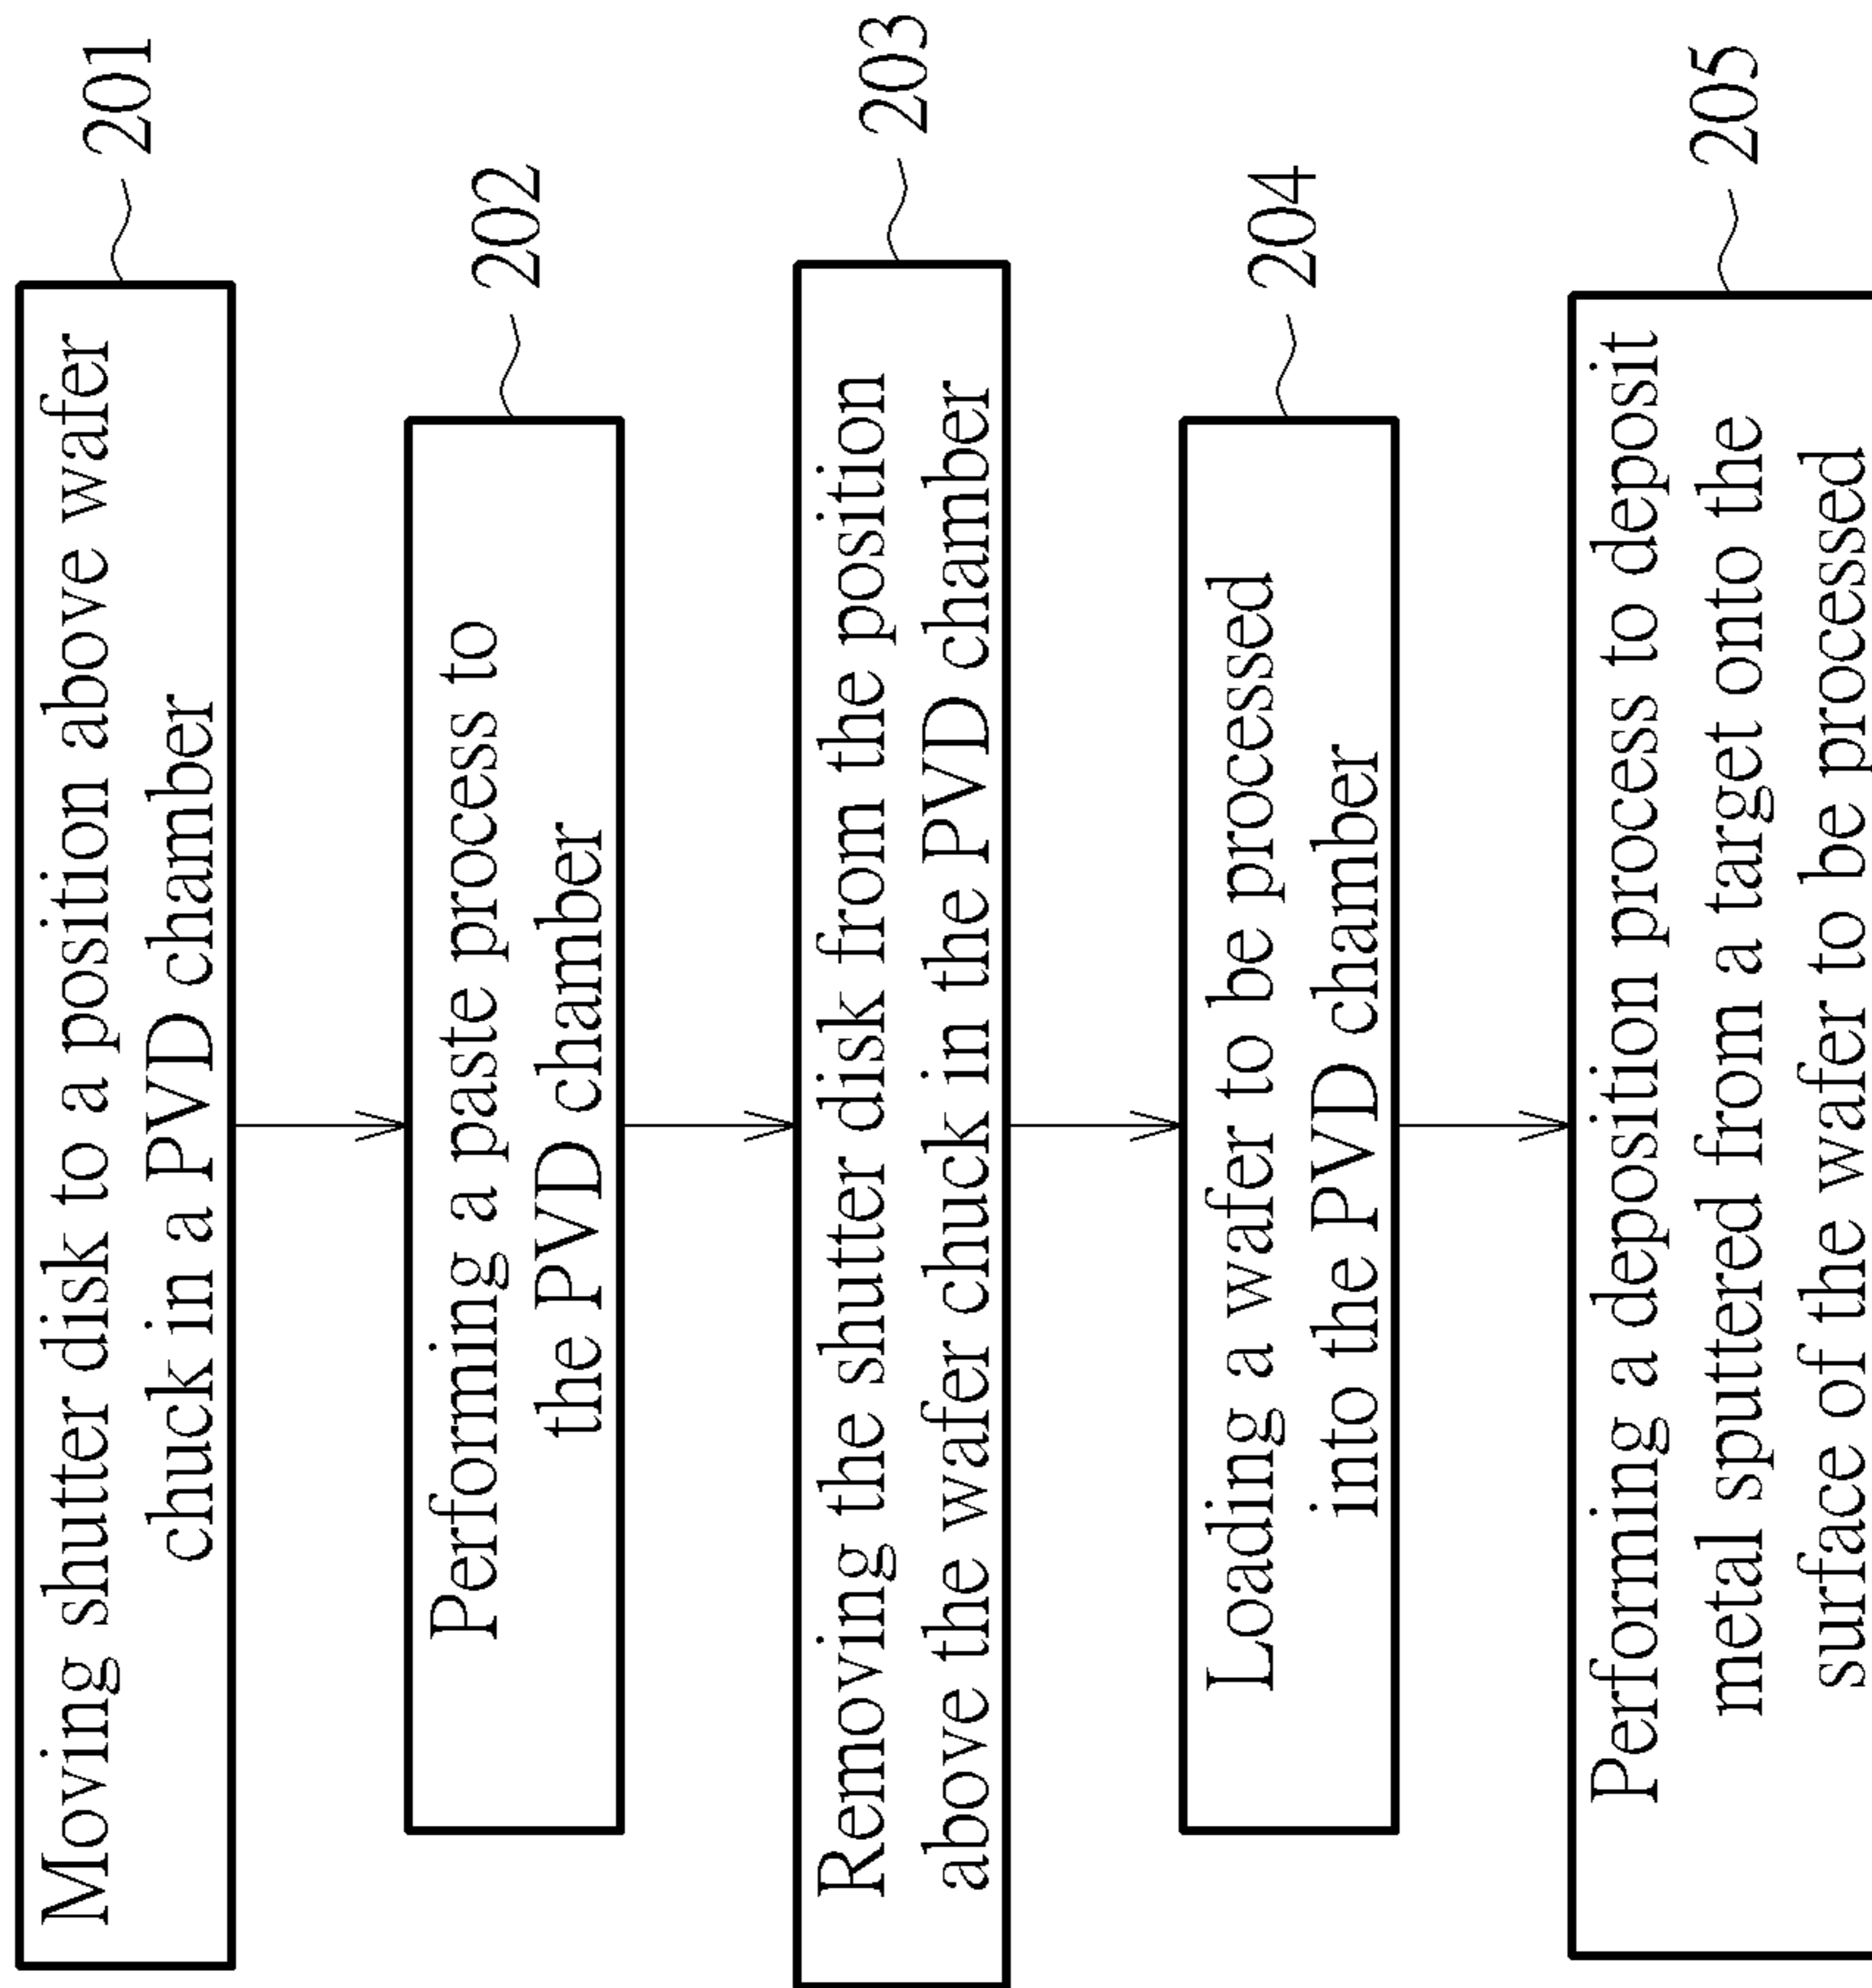 Moving shutter disk to a position above wafer
chuck in a PVD chamber
201
Performing a paste process to
the PVD chamber
202
Removing the shutter disk from the position
above the wafer chuck in the PVD chamber
203
Loading a wafer to be processed
into the PVD chamber
204
Performing a deposition process to deposit
metal sputtered from a target onto the
surface of the wafer to be processed
205